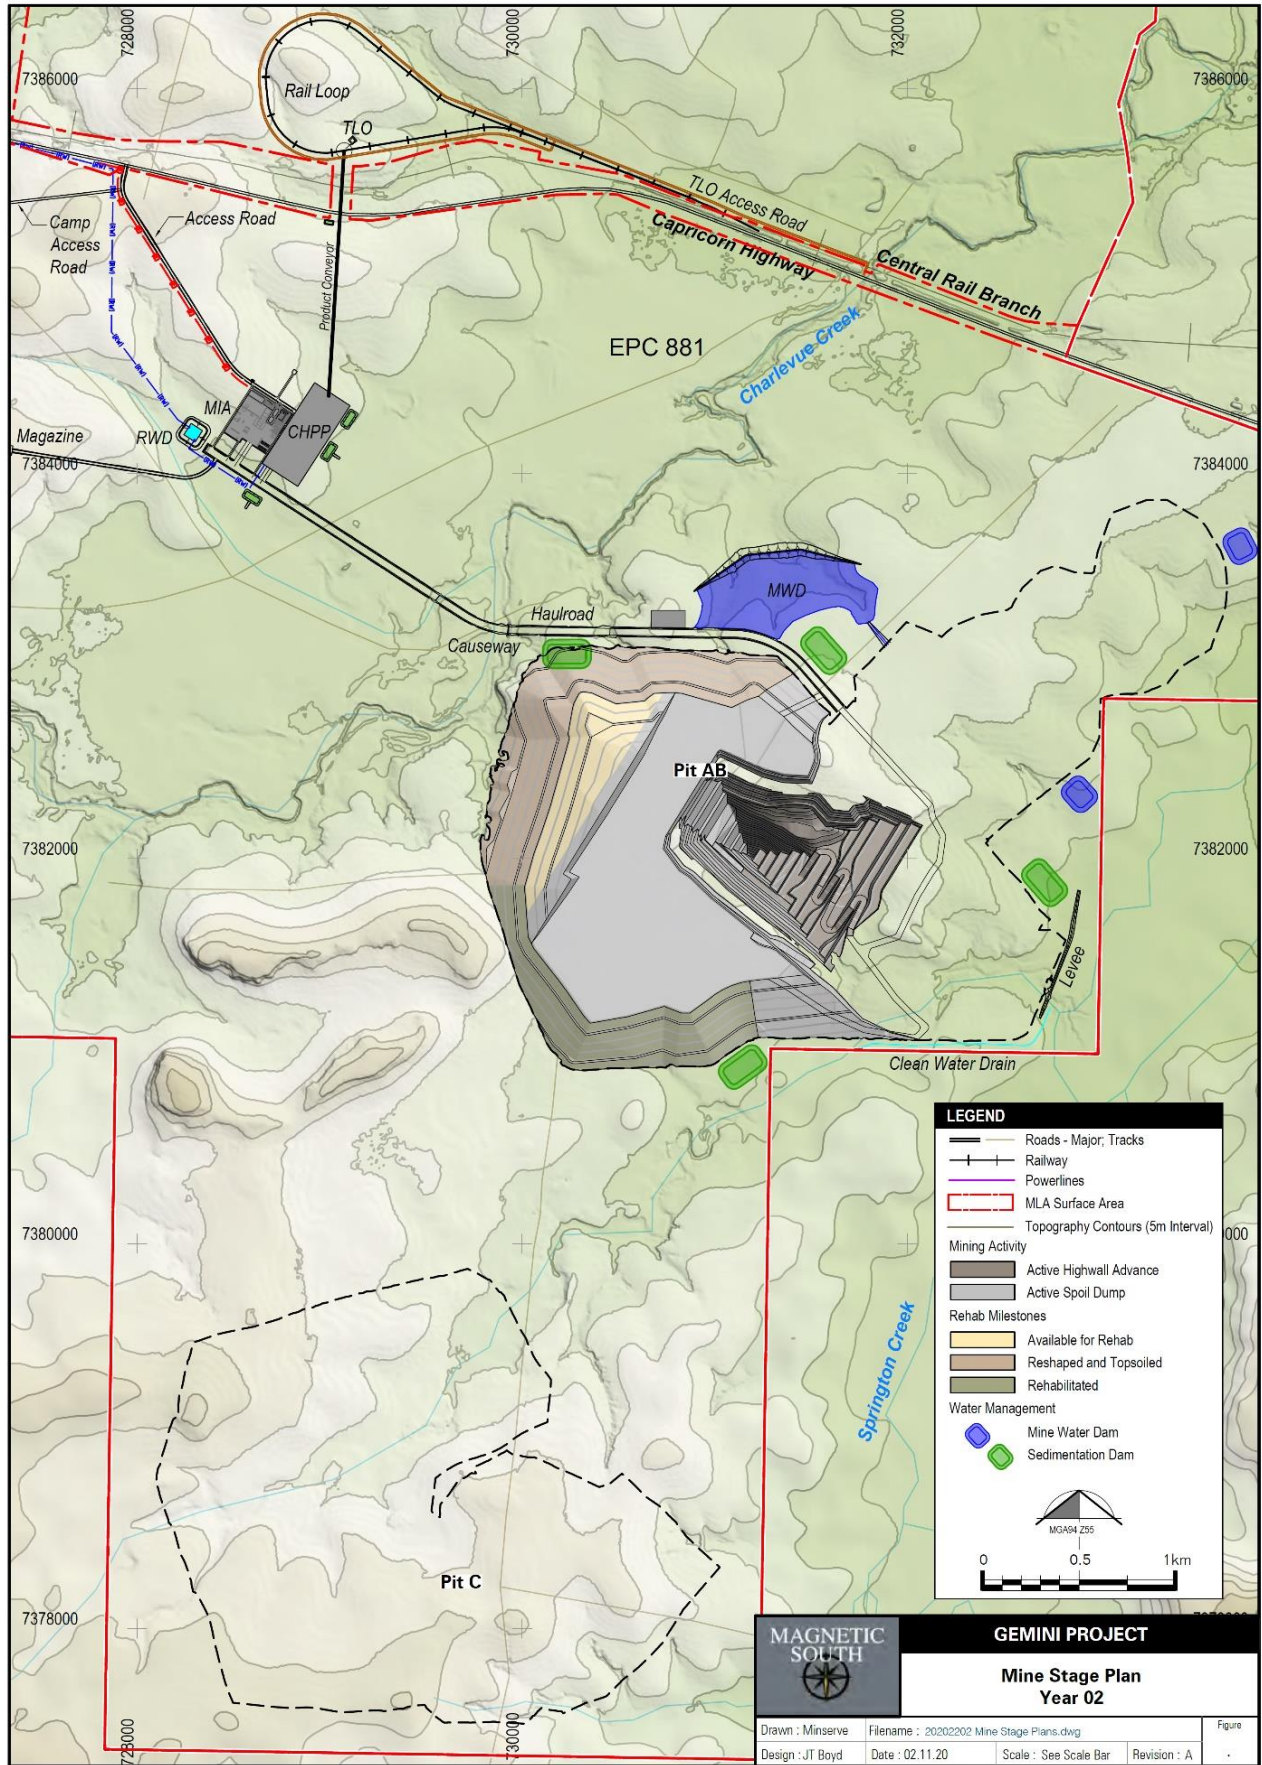 728000
730000
732000
7386000
7386000
Rail Loop
TLO
TLO Access Road
Capricorn Highway
Central Rail Branch
Camp
Access
Road
Access Road
Product Conveyor
EPC 881
Charlevue Creek
MIA
CHPP
RWD
Magazine
7384000
7384000
MWD
Haulroad
Causeway
Pit AB
7382000
7382000
Levee
Clean Water Drain
LEGEND
Roads - Major; Tracks
Railway
Powerlines
MLA Surface Area
Topography Contours (5m Interval)
Mining Activity
Active Highwall Advance
Active Spoil Dump
Rehab Milestones
Available for Rehab
Reshaped and Topsoiled
Rehabilitated
Water Management
Mine Water Dam
Sedimentation Dam
MGA94 Z55
0 0.5 1km
7380000
Springton Creek
Pit C
7378000
728000
730000
MAGNETIC
SOUTH
GEMINI PROJECT
Mine Stage Plan
Year 02
Drawn : Minserve
Filename : 20202202 Mine Stage Plans.dwg
Figure
Design : JT Boyd
Date : 02.11.20
Scale : See Scale Bar
Revision : A